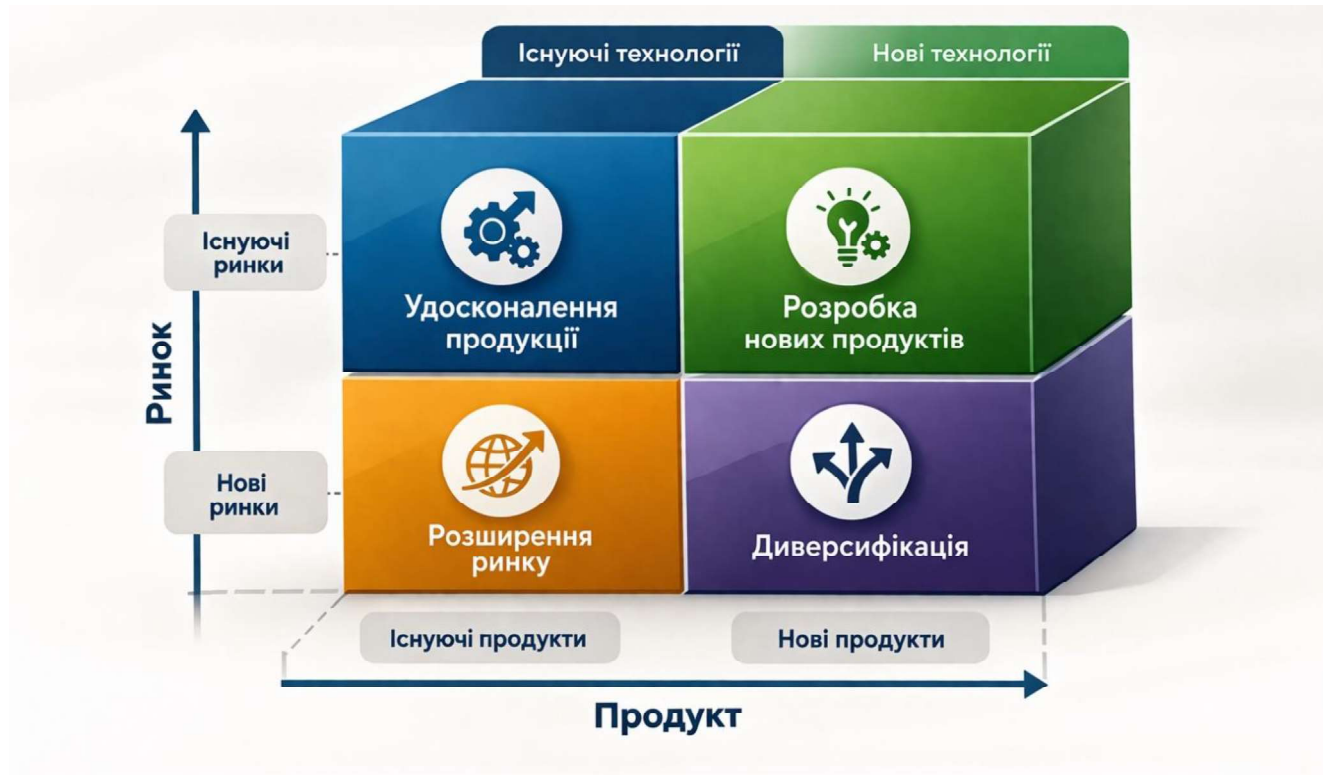 Існуючі технології
Нові технології
Існуючі
ринки
Удосконалення
продукції
Розробка
нових продуктів
Ринок
Нові
ринки
Розширення
ринку
Диверсифікація
Існуючі продукти
Нові продукти
Продукт